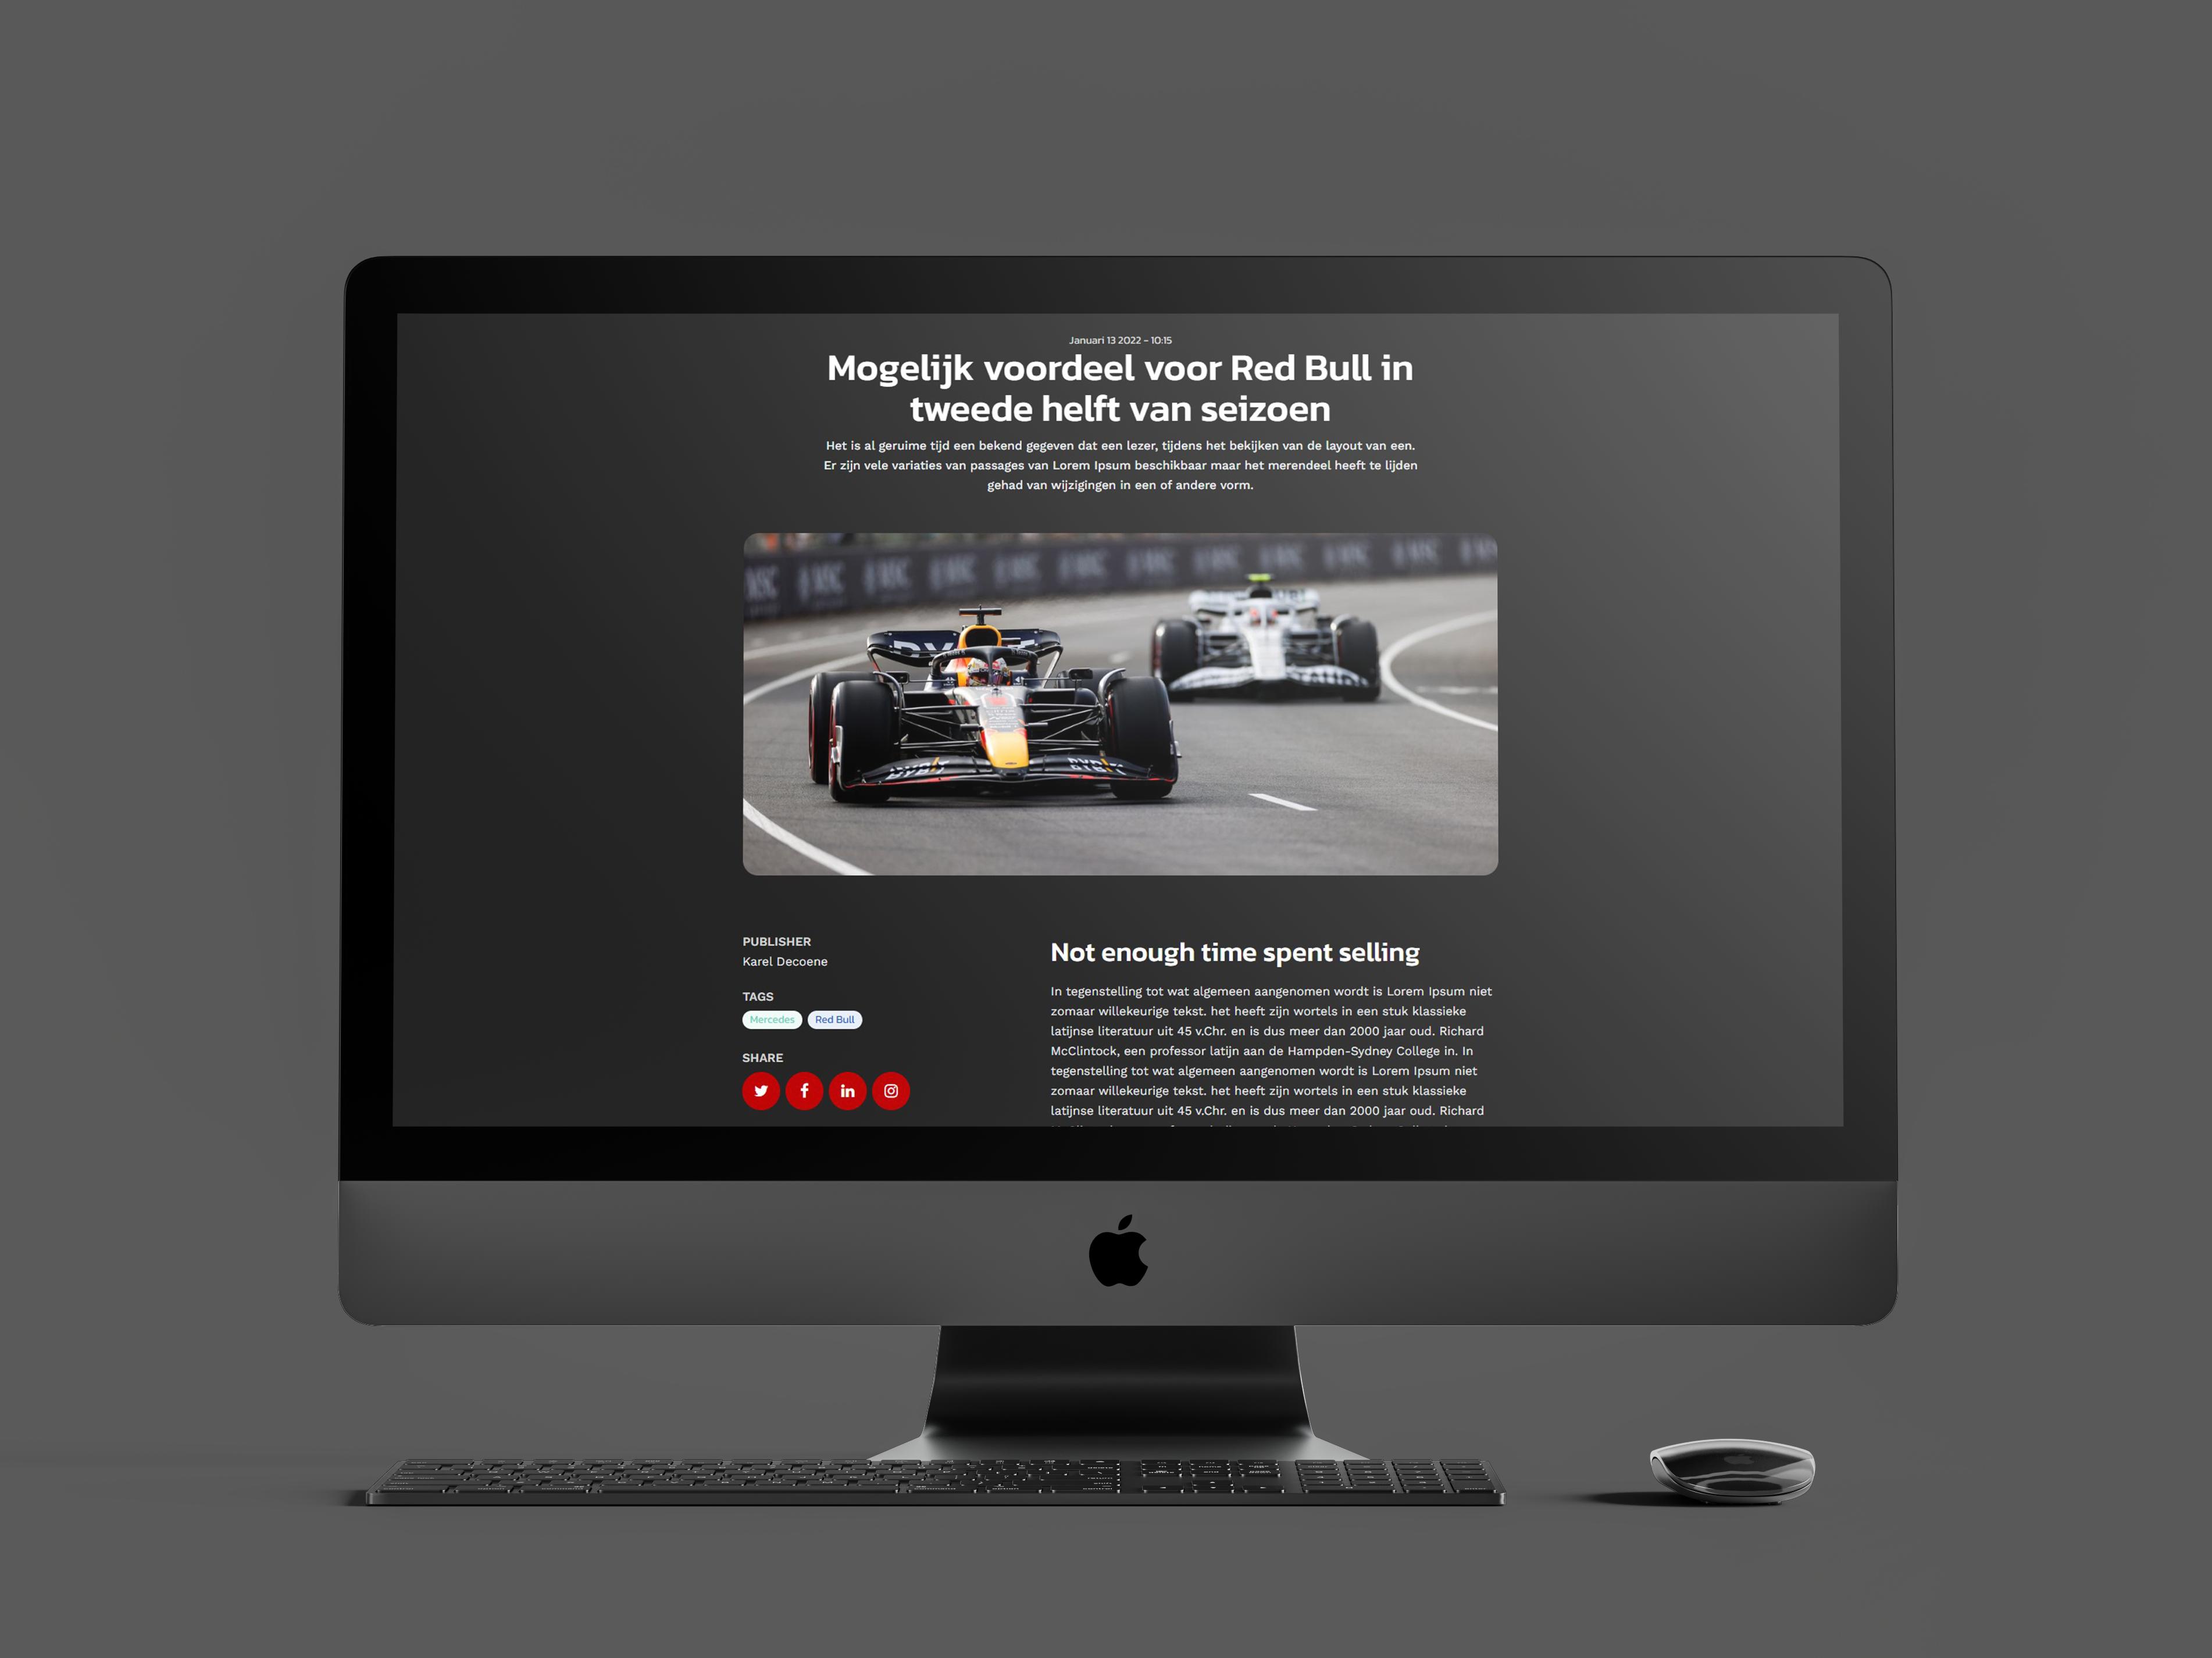 Januari 13 2022 - 10:15
Mogelijk voordeel voor Red Bull in
tweede helft van seizoen
Het is al geruime tijd een bekend gegeven dat een lezer, tijdens het bekijken van de layout van een.
Er zijn vele variaties van passages van Lorem Ipsum beschikbaar maar het merendeel heeft te lijden
gehad van wijzigingen in een of andere vorm.
PUBLISHER
Karel Decoene
TAGS
Mercedes Red Bull
SHARE
Not enough time spent selling
In tegenstelling tot wat algemeen aangenomen wordt is Lorem Ipsum niet
zomaar willekeurige tekst. het heeft zijn wortels in een stuk klassieke
latijnse literatuur uit 45 v.Chr. en is dus meer dan 2000 jaar oud. Richard
McClintock, een professor latijn aan de Hampden-Sydney College in. In
tegenstelling tot wat algemeen aangenomen wordt is Lorem Ipsum niet
zomaar willekeurige tekst. het heeft zijn wortels in een stuk klassieke
latijnse literatuur uit 45 v.Chr. en is dus meer dan 2000 jaar oud. Richard